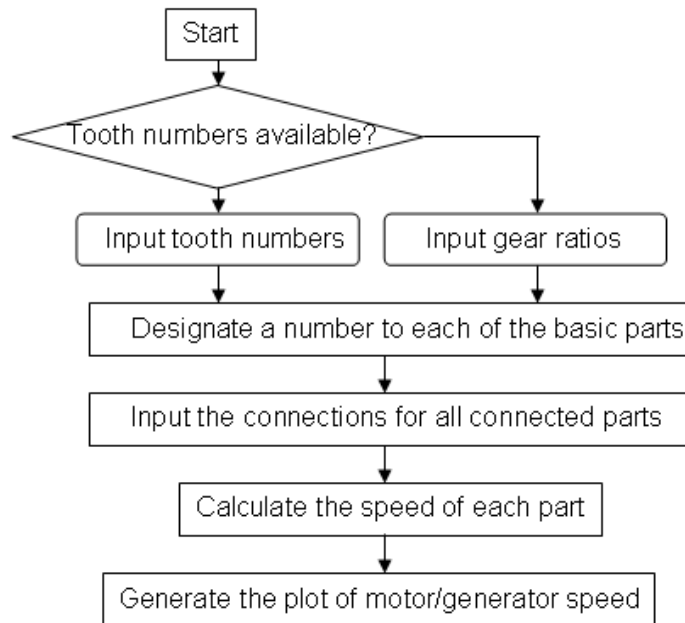 Start
Tooth numbers available?
Input tooth numbers
Input gear ratios
Designate a number to each of the basic parts
Input the connections for all connected parts
Calculate the speed of each part
Generate the plot of motor/generator speed